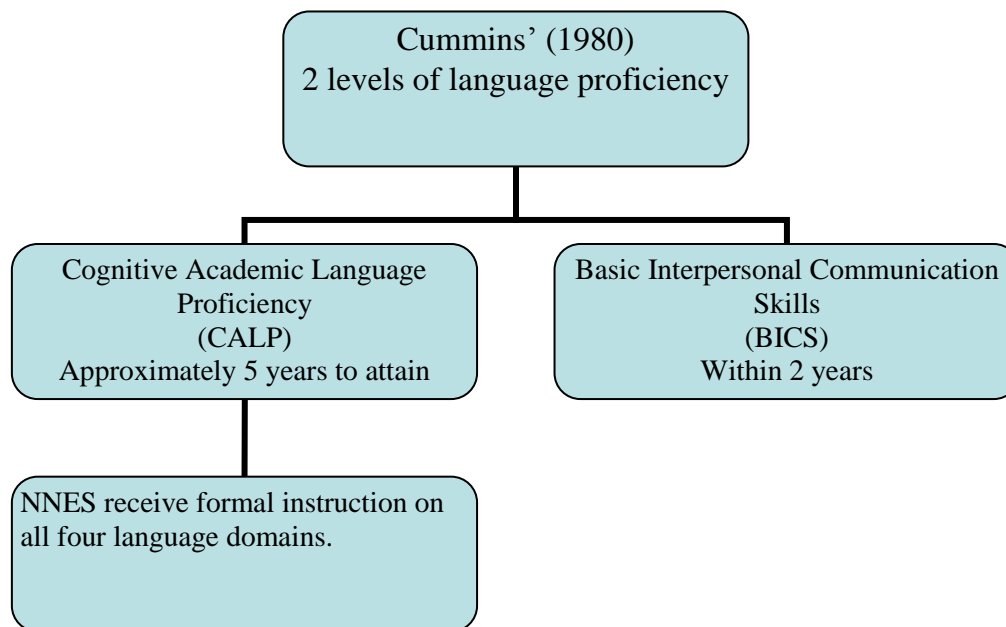 Cummins’ (1980)
2 levels of language proficiency
Cognitive Academic Language
Proficiency
(CALP)
Approximately 5 years to attain
Basic Interpersonal Communication
Skills
(BICS)
Within 2 years
NNES receive formal instruction on
all four language domains.